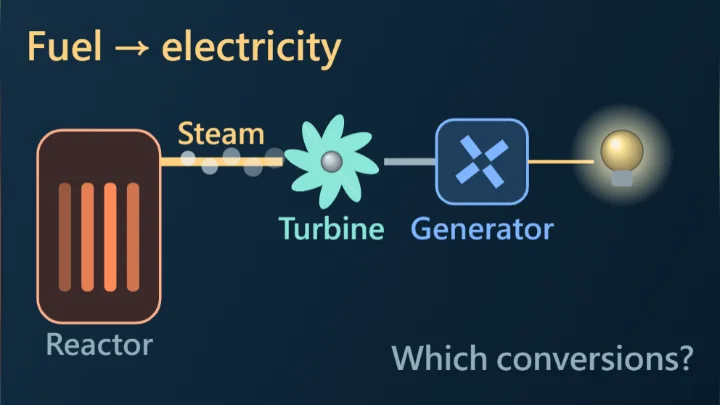 Fuel → electricity
Steam
Turbine
Generator
Reactor
Which conversions?